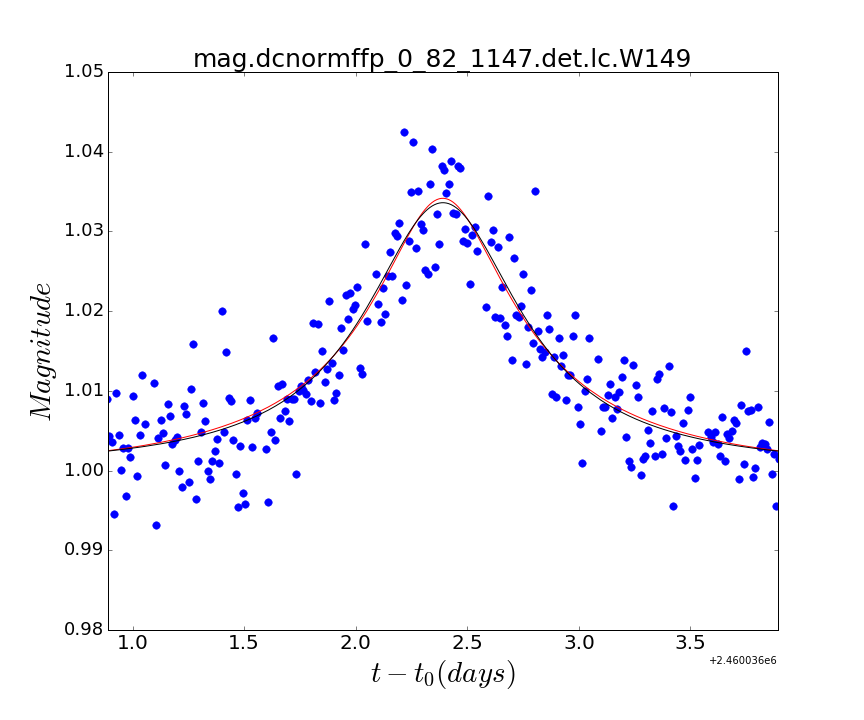 mag.dcnormffp_0_82_1147.det.lc.W149
1.05
1.04
1.03
1.02
1.01
1.00
0.99
0.98
Magnitude
1.0 1.5 2.0 2.5 3.0 3.5
+2.460036e6
t − t₀(days)